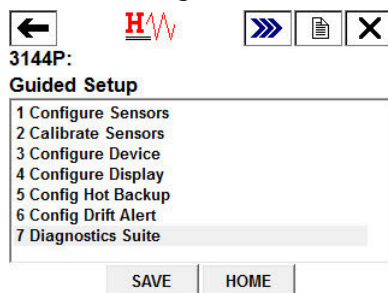 H
3144P:
Guided Setup
1 Configure Sensors
2 Calibrate Sensors
3 Configure Device
4 Configure Display
5 Config Hot Backup
6 Config Drift Alert
7 Diagnostics Suite
SAVE HOME